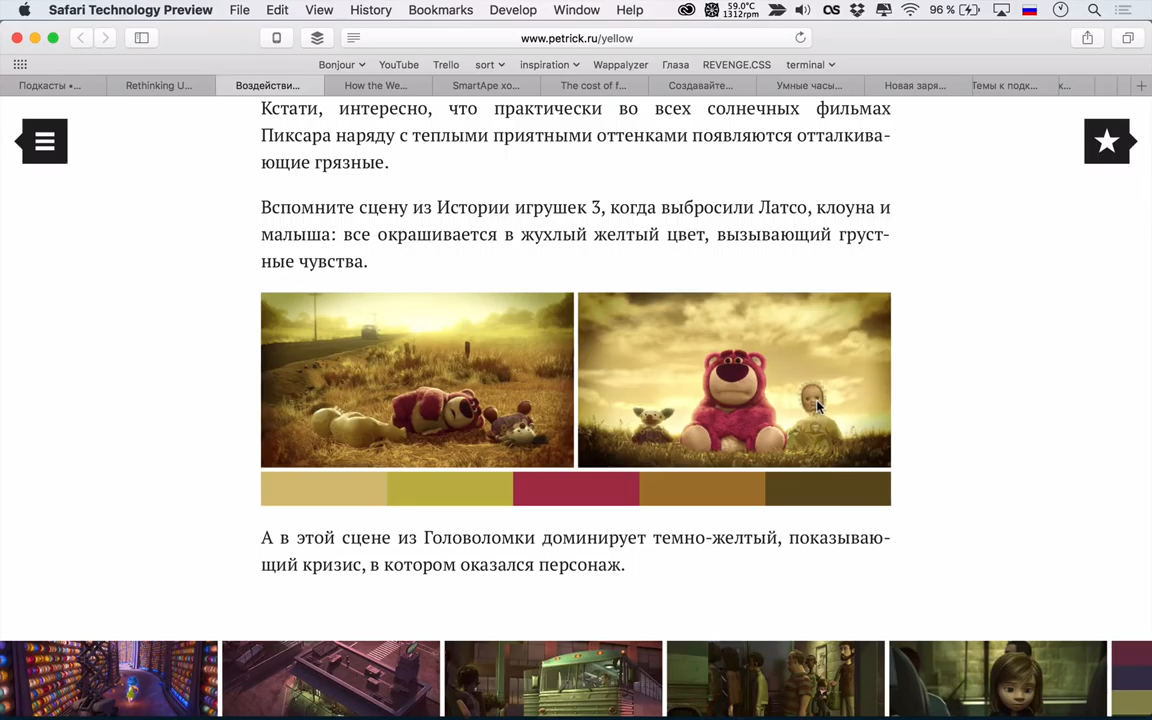 Safari Technology Preview File Edit View History Bookmarks Develop Window Help 59.0°C 1312rpm 96 %
www.petrick.ru/yellow
Bonjour YouTube Trello sort inspiration Wappalyzer Глаза REVENGE.CSS terminal
Подкасты •... Rethinking U... Воздействи... How the We... SmartApe хо... The cost of f... Создавайте... Умные часы... Новая заря... Темы к подк... к...
Кстати, интересно, что практически во всех солнечных фильмах
Пиксара наряду с теплыми приятными оттенками появляются отталкива-
ющие грязные.
Вспомните сцену из Истории игрушек 3, когда выбросили Латсо, клоуна и
малыша: все окрашивается в жухлый желтый цвет, вызывающий груст-
ные чувства.
А в этой сцене из Головоломки доминирует темно-желтый, показываю-
щий кризис, в котором оказался персонаж.